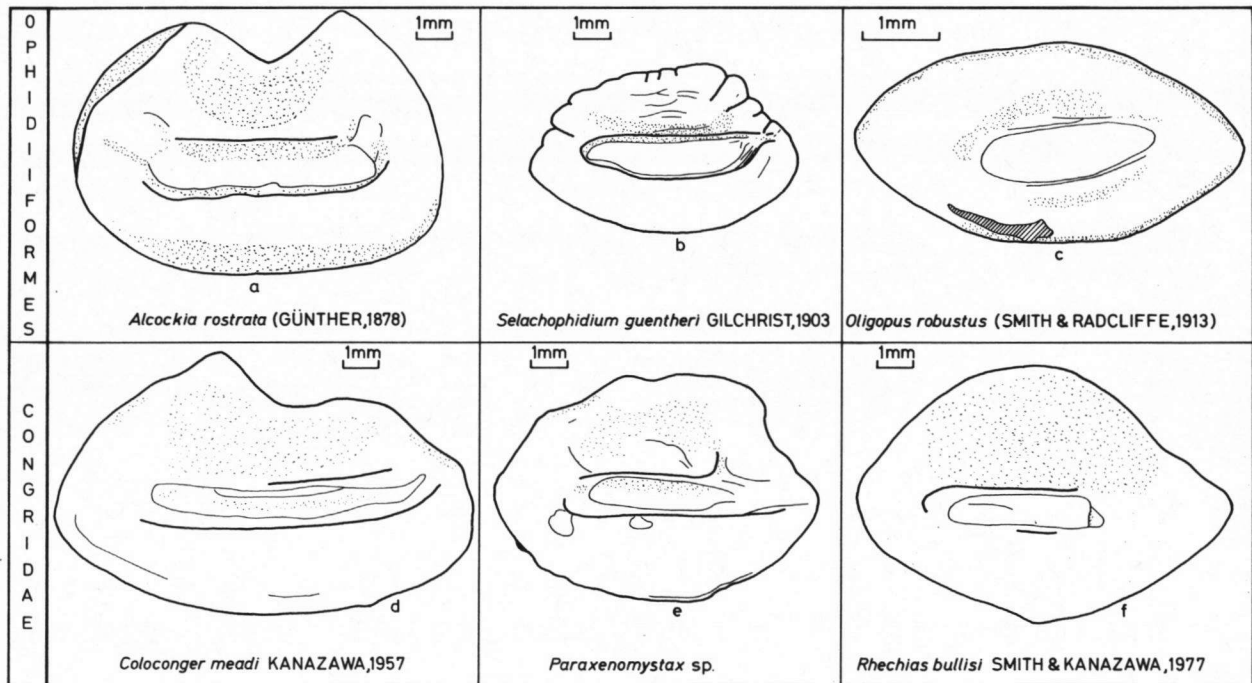 OPHIDIIFORMES
1mm
1mm
1mm
a
b
c
Alcockia rostrata (GÜNTHER,1878)
Selachophidium guentheri GILCHRIST,1903
Oligopus robustus (SMITH & RADCLIFFE,1913)
CONGRIDAE
1mm
1mm
1mm
d
e
f
Coloconger meadi KANAZAWA,1957
Paraxenomystax sp.
Rhechias bullisi SMITH & KANAZAWA,1977